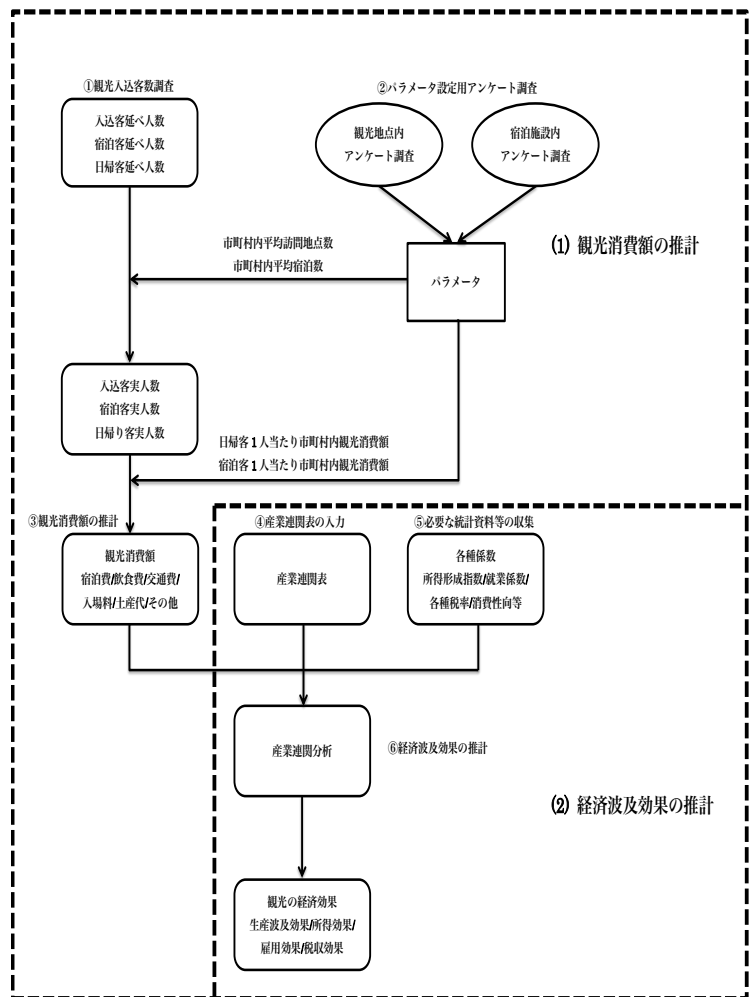 ①観光入込客数調査
入込客延べ人数
宿泊客延べ人数
日帰客延べ人数
②パラメータ設定用アンケート調査
観光地点内
アンケート調査
宿泊施設内
アンケート調査
(1) 観光消費額の推計
市町村内平均訪問地点数
市町村内平均宿泊数
パラメータ
入込客実人数
宿泊客実人数
日帰り客実人数
日帰客1人当たり市町村内観光消費額
宿泊客1人当たり市町村内観光消費額
③観光消費額の推計
観光消費額
宿泊費/飲食費/交通費/
入場料/土産代/その他
④産業連関表の入力
産業連関表
⑤必要な統計資料等の収集
各種係数
所得形成指数/就業係数/
各種税率/消費性向等
産業連関分析
⑥経済波及効果の推計
(2) 経済波及効果の推計
観光の経済効果
生産波及効果/所得効果/
雇用効果/税収効果